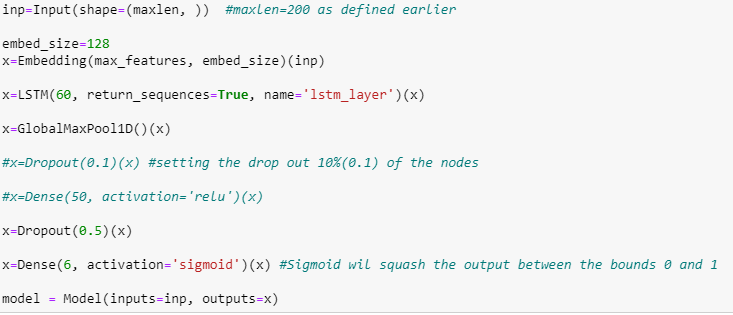 inp=Input(shape=(maxlen, ))  #maxlen=200 as defined earlier
embed_size=128
x=Embedding(max_features, embed_size)(inp)
x=LSTM(60, return_sequences=True, name='lstm_layer')(x)
x=GlobalMaxPool1D()(x)
#x=Dropout(0.1)(x) #setting the drop out 10%(0.1) of the nodes
#x=Dense(50, activation='relu')(x)
x=Dropout(0.5)(x)
x=Dense(6, activation='sigmoid')(x) #Sigmoid wil squash the output between the bounds 0 and 1
model = Model(inputs=inp, outputs=x)